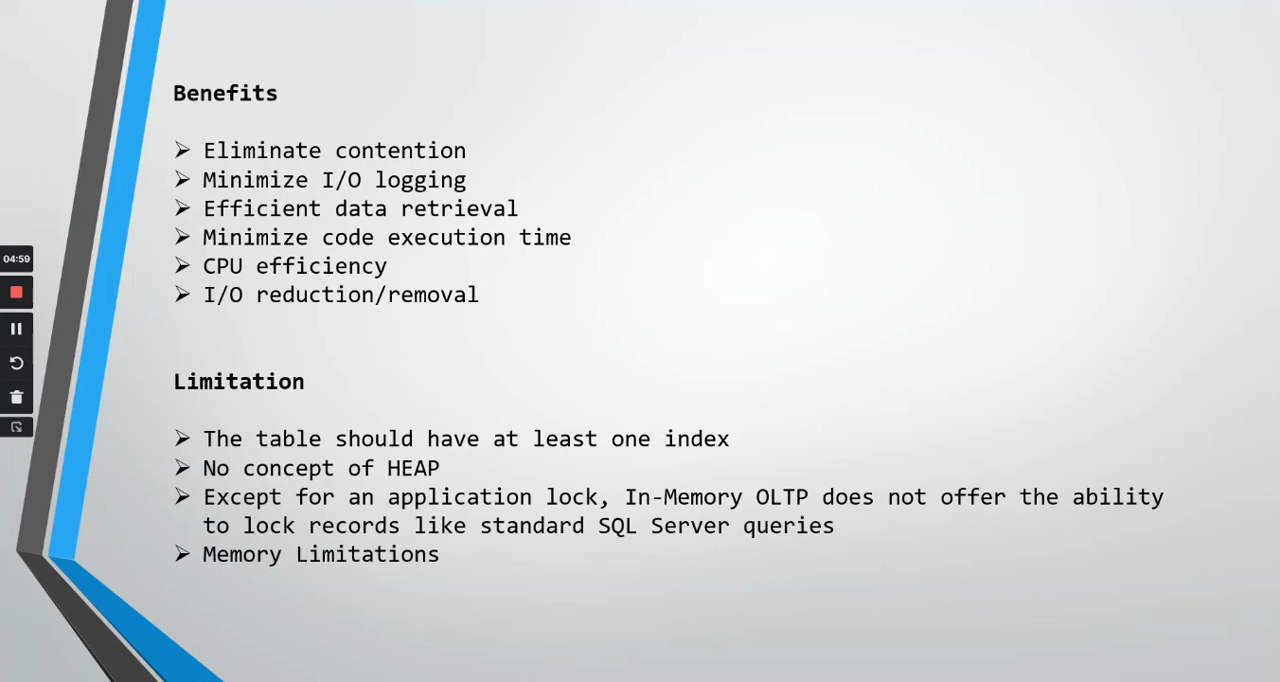 Benefits
➢ Eliminate contention
➢ Minimize I/O logging
➢ Efficient data retrieval
➢ Minimize code execution time
➢ CPU efficiency
➢ I/O reduction/removal
04:59
Limitation
➢ The table should have at least one index
➢ No concept of HEAP
➢ Except for an application lock, In-Memory OLTP does not offer the ability
to lock records like standard SQL Server queries
➢ Memory Limitations